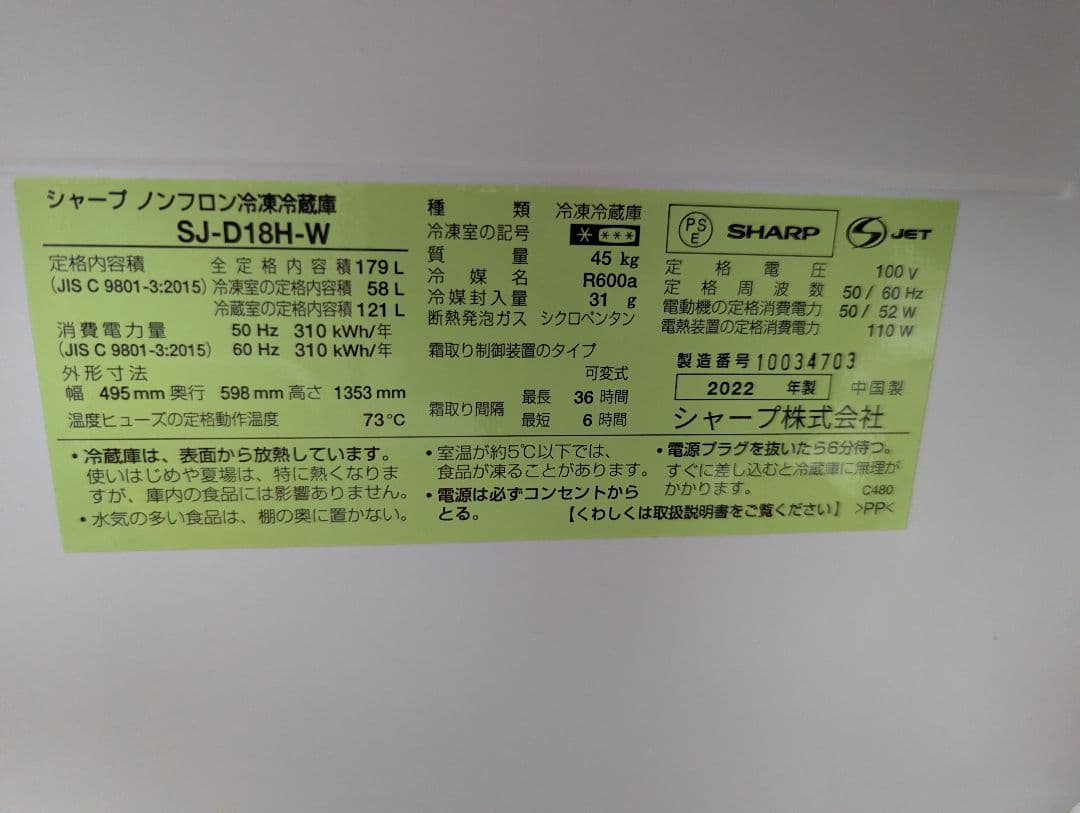 シャープ ノンフロン冷凍冷蔵庫
SJ-D18H-W
定格内容積 全定格内容積 179 L
(JIS C 9801-3:2015) 冷凍室の定格内容積 58 L
冷蔵室の定格内容積 121 L
消費電力量 50 Hz 310 kWh/年
(JIS C 9801-3:2015) 60 Hz 310 kWh/年
外形寸法
幅 495 mm 奥行 598 mm 高さ 1353 mm
温度ヒューズの定格動作温度 73℃
種類 冷凍冷蔵庫
冷凍室の記号 * ***
質量 45 kg
冷媒名 R600a
冷媒封入量 31 g
断熱発泡ガス シクロペンタン
霜取り制御装置のタイプ
可変式
霜取り間隔 最長 36 時間
最短 6 時間
PSE SHARP S JET
定格電圧 100 V
定格周波数 50 / 60 Hz
電動機の定格消費電力 50 / 52 W
電熱装置の定格消費電力 110 W
製造番号 10034703
2022 年製 中国製
シャープ株式会社
・冷蔵庫は、表面から放熱しています。
使いはじめや夏場は、特に熱くなりま
すが、庫内の食品には影響ありません。
・水気の多い食品は、棚の奥に置かない。
・室温が約5℃以下では、
食品が凍ることがあります。
・電源は必ずコンセントから
とる。
・電源プラグを抜いたら6分待つ。
すぐに差し込むと冷蔵庫に無理が
かかります。 C480
【くわしくは取扱説明書をご覧ください】 >PP<